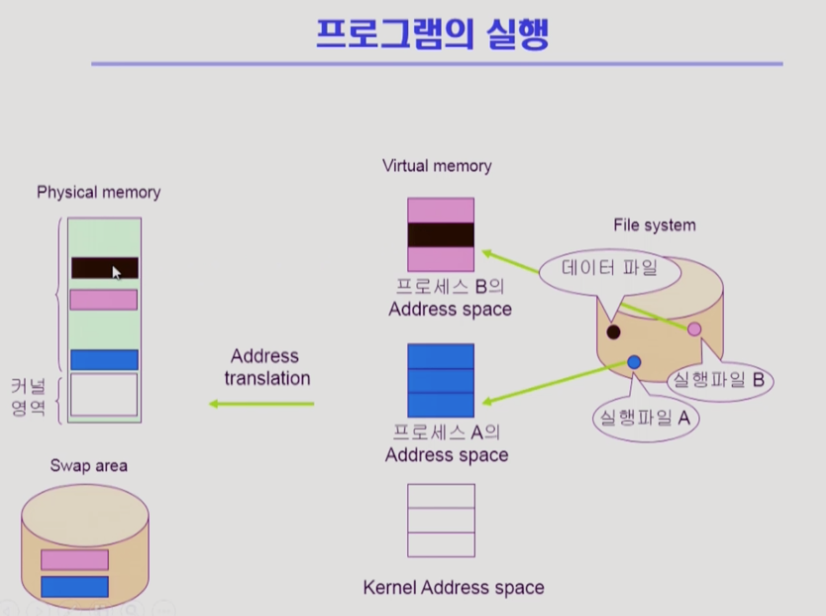 프로그램의 실행
Virtual memory
Physical memory
File system
데이터 파일
프로세스 B의
Address space
Address
translation
실행파일 B
커널
영역
실행파일 A
프로세스 A의
Address space
Swap area
Kernel Address space